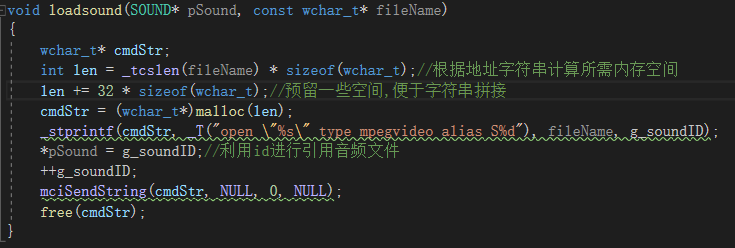 void loadsound(SOUND* pSound, const wchar_t* fileName)
{
wchar_t* cmdStr;
int len = _tcslen(fileName) * sizeof(wchar_t);//根据地址字符串计算所需内存空间
len += 32 * sizeof(wchar_t);//预留一些空间,便于字符串拼接
cmdStr = (wchar_t*)malloc(len);
_stprintf(cmdStr, _T("open \"%s\" type mpegvideo alias S%d"), fileName, g_soundID);
*pSound = g_soundID;//利用id进行引用音频文件
++g_soundID;
mciSendString(cmdStr, NULL, 0, NULL);
free(cmdStr);
}